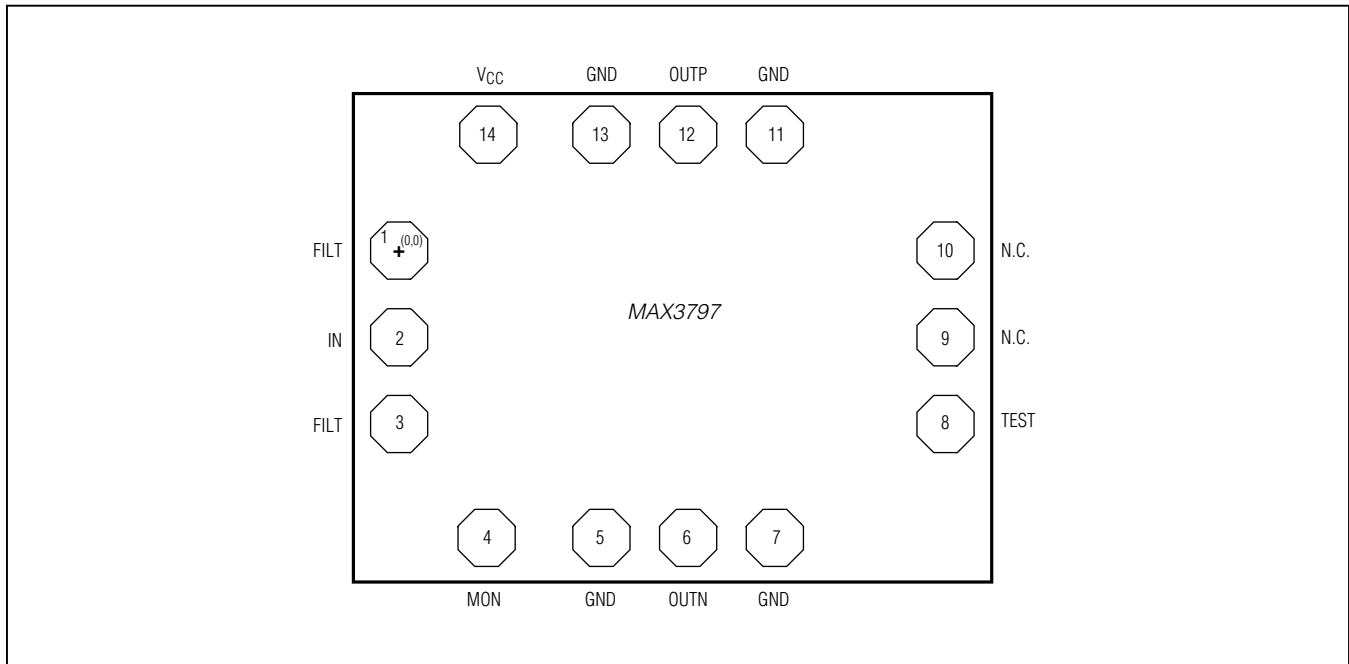 VCC GND OUTP GND
14 13 12 11
FILT 1 + (0,0) 10 N.C.
MAX3797
IN 2 9 N.C.
FILT 3 8 TEST
4 5 6 7
MON GND OUTN GND